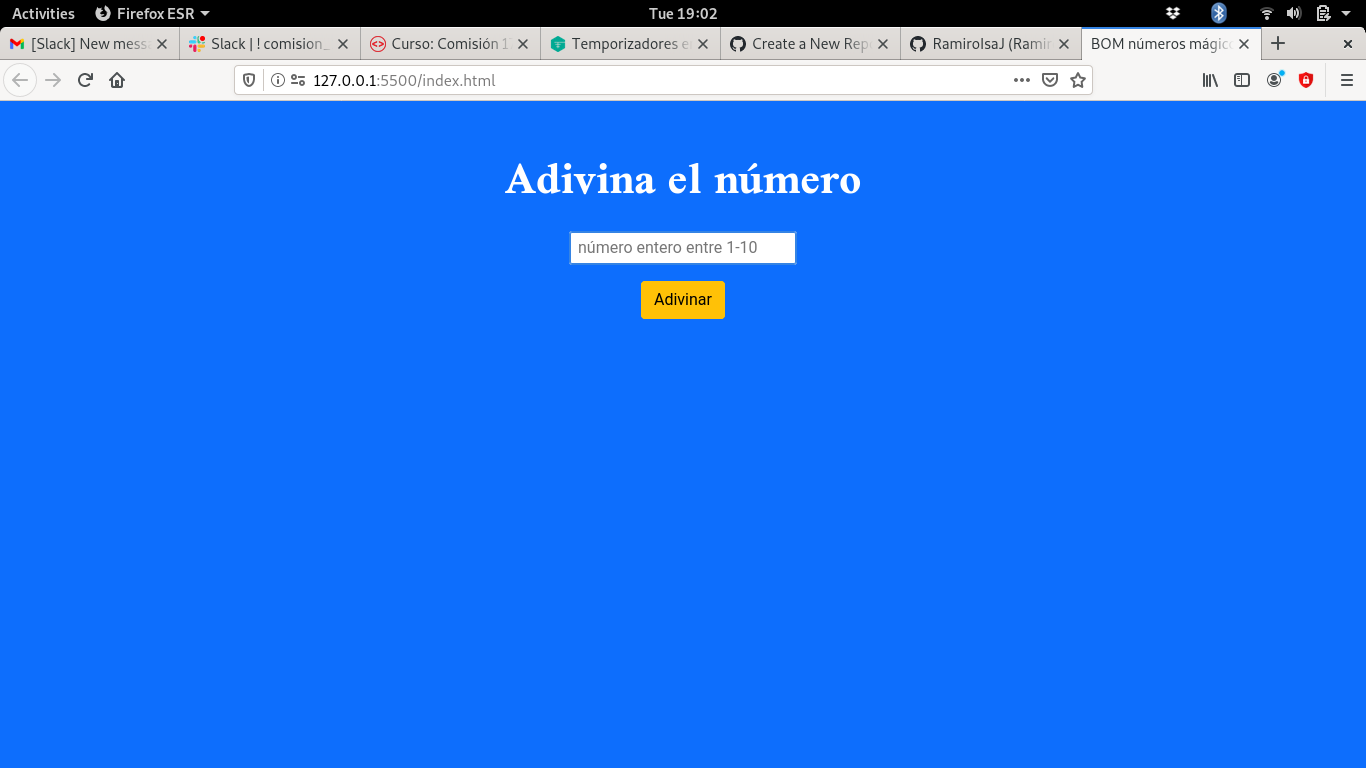 Activities Firefox ESR Tue 19:02
[Slack] New mess Slack | ! comision_ Curso: Comisión 1 Temporizadores e Create a New Rep RamiroIsaJ (Ramir BOM números mágic
127.0.0.1:5500/index.html
Adivina el número
número entero entre 1-10
Adivinar